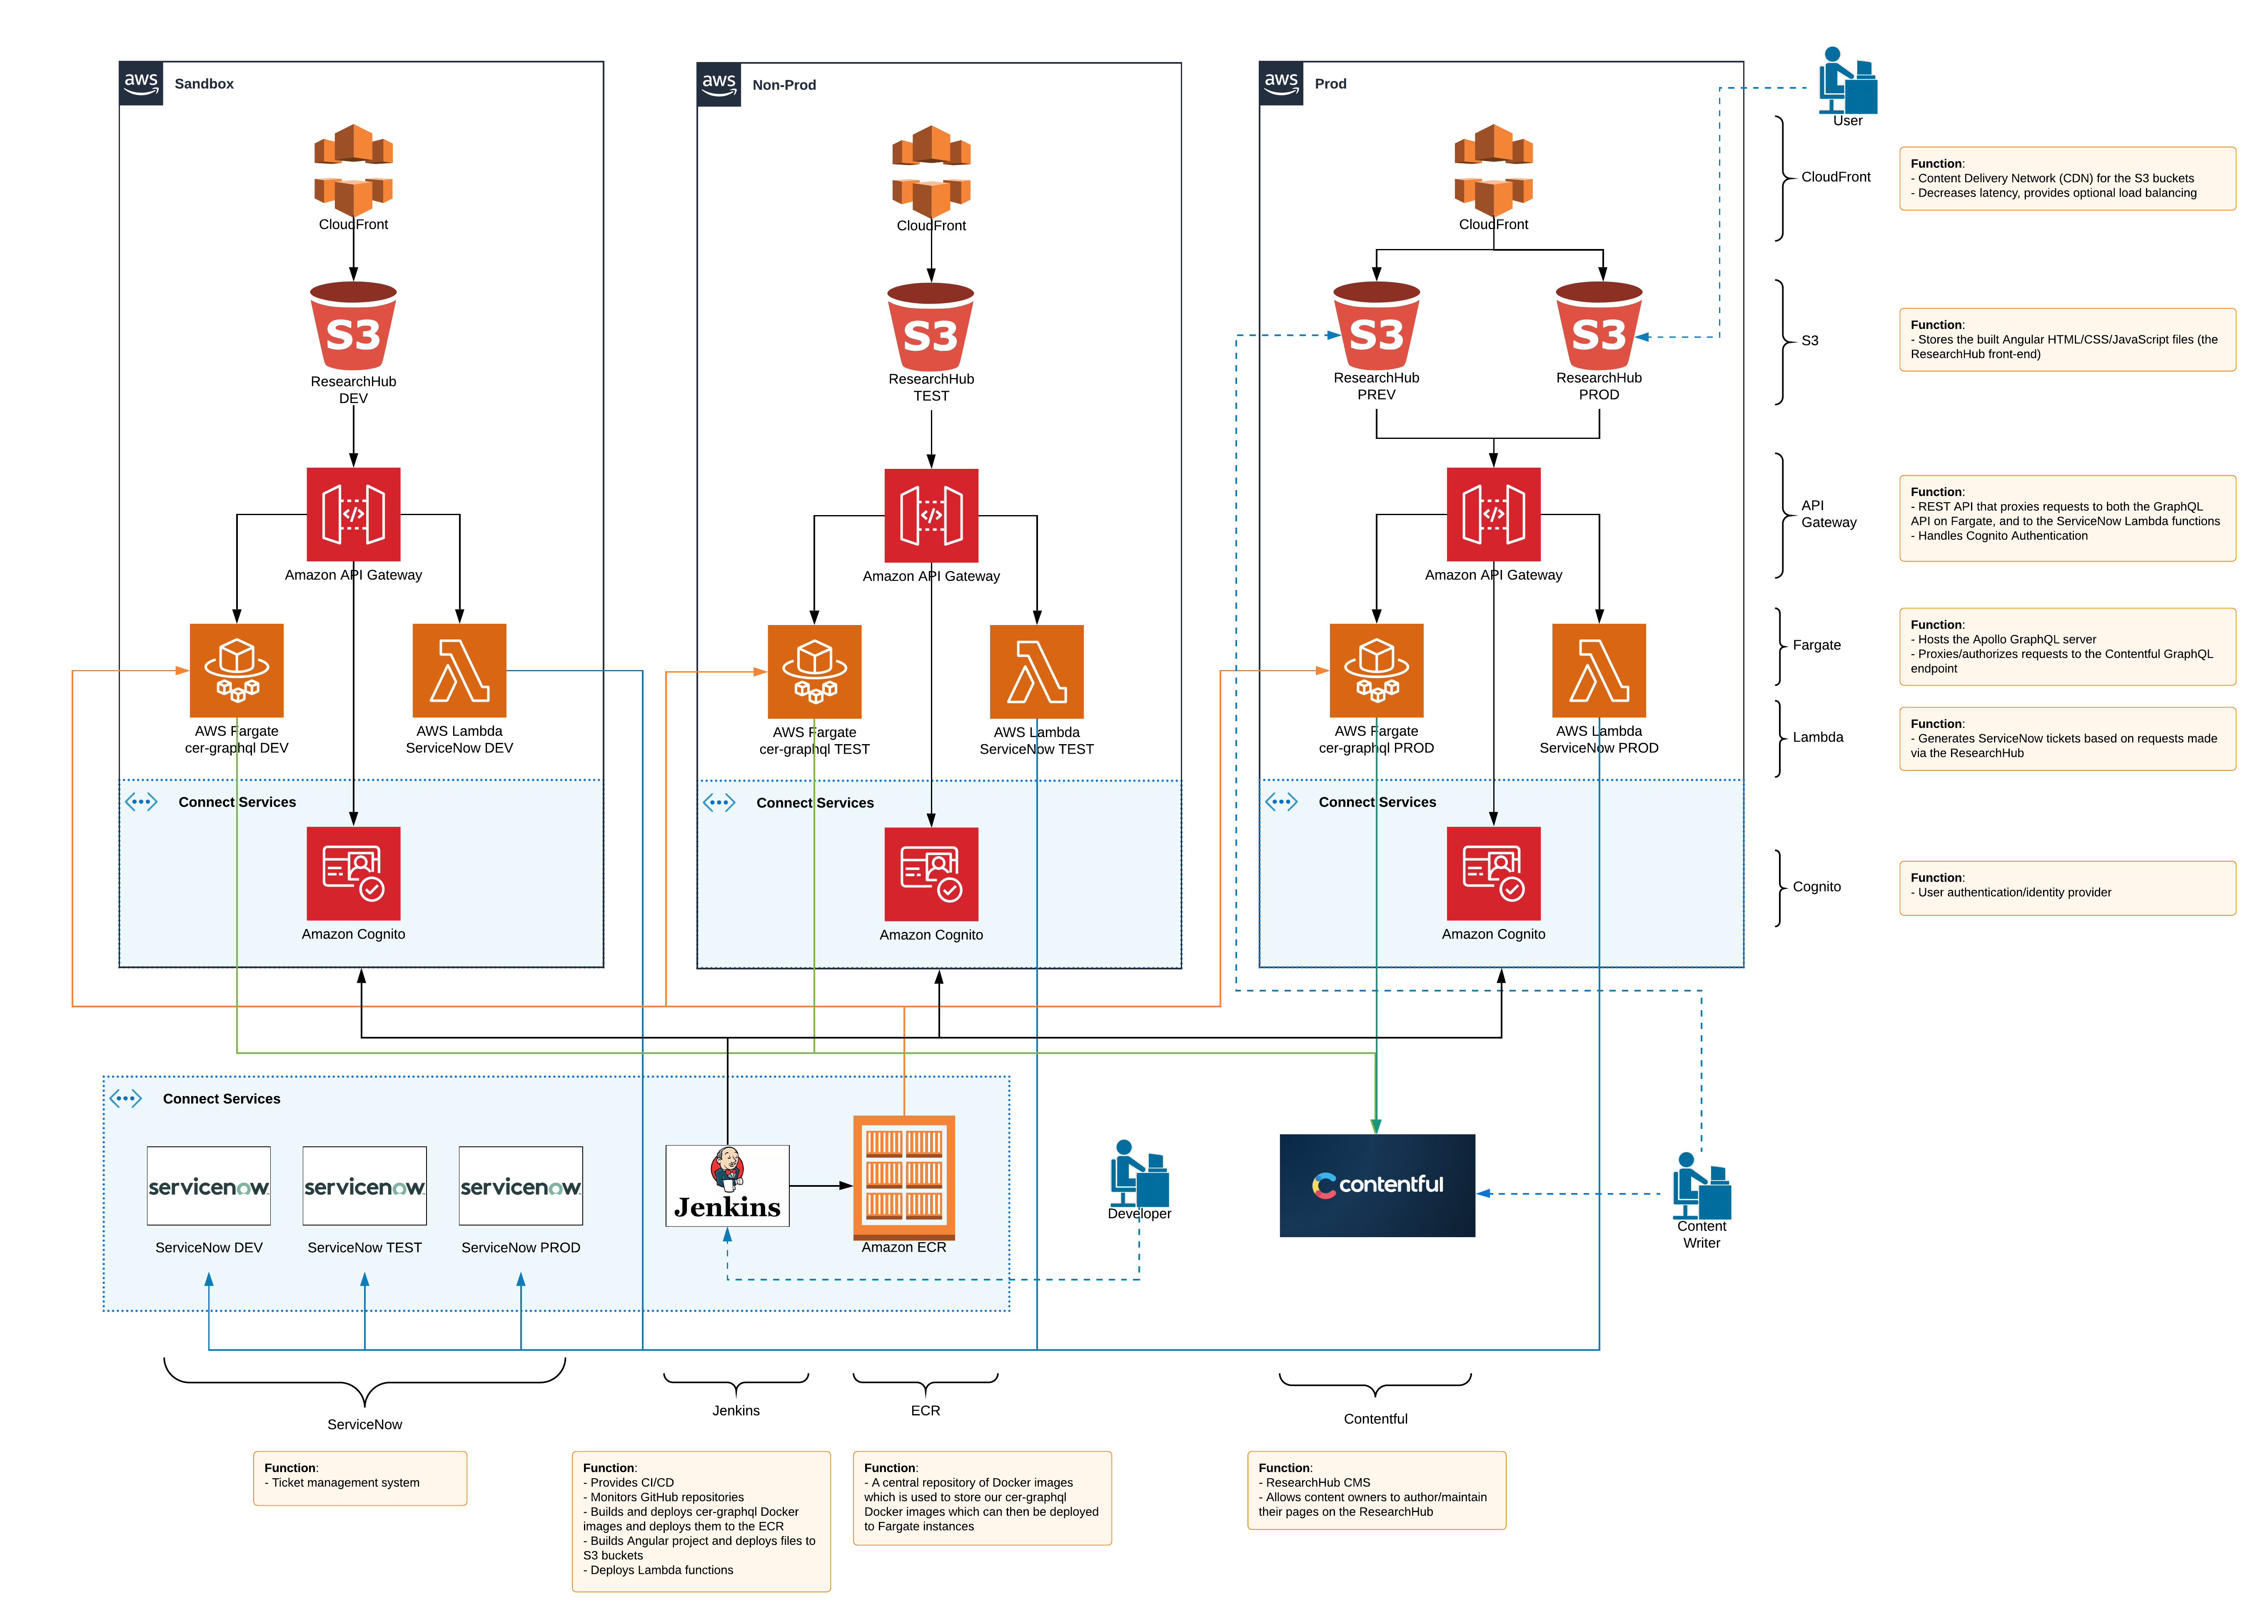 aws
Sandbox
CloudFront
S3
ResearchHub
DEV
</>
Amazon API Gateway
AWS Fargate
cer-graphql DEV
AWS Lambda
ServiceNow DEV
Connect Services
Amazon Cognito
aws
Non-Prod
CloudFront
S3
ResearchHub
TEST
</>
Amazon API Gateway
AWS Fargate
cer-graphql TEST
AWS Lambda
ServiceNow TEST
Connect Services
Amazon Cognito
aws
Prod
CloudFront
S3
ResearchHub
PREV
S3
ResearchHub
PROD
</>
Amazon API Gateway
AWS Fargate
cer-graphql PROD
AWS Lambda
ServiceNow PROD
Connect Services
Amazon Cognito
User
CloudFront
Function:
- Content Delivery Network (CDN) for the S3 buckets
- Decreases latency, provides optional load balancing
S3
Function:
- Stores the built Angular HTML/CSS/JavaScript files (the
ResearchHub front-end)
API
Gateway
Function:
- REST API that proxies requests to both the GraphQL
API on Fargate, and to the ServiceNow Lambda functions
- Handles Cognito Authentication
Fargate
Function:
- Hosts the Apollo GraphQL server
- Proxies/authorizes requests to the Contentful GraphQL
endpoint
Lambda
Function:
- Generates ServiceNow tickets based on requests made
via the ResearchHub
Cognito
Function:
- User authentication/identity provider
Connect Services
servicenow
ServiceNow DEV
servicenow
ServiceNow TEST
servicenow
ServiceNow PROD
Jenkins
Amazon ECR
Developer
contentful
Content
Writer
ServiceNow
Function:
- Ticket management system
Jenkins
Function:
- Provides CI/CD
- Monitors GitHub repositories
- Builds and deploys cer-graphql Docker
images and deploys them to the ECR
- Builds Angular project and deploys files to
S3 buckets
- Deploys Lambda functions
ECR
Function:
- A central repository of Docker images
which is used to store our cer-graphql
Docker images which can then be deployed
to Fargate instances
Contentful
Function:
- ResearchHub CMS
- Allows content owners to author/maintain
their pages on the ResearchHub